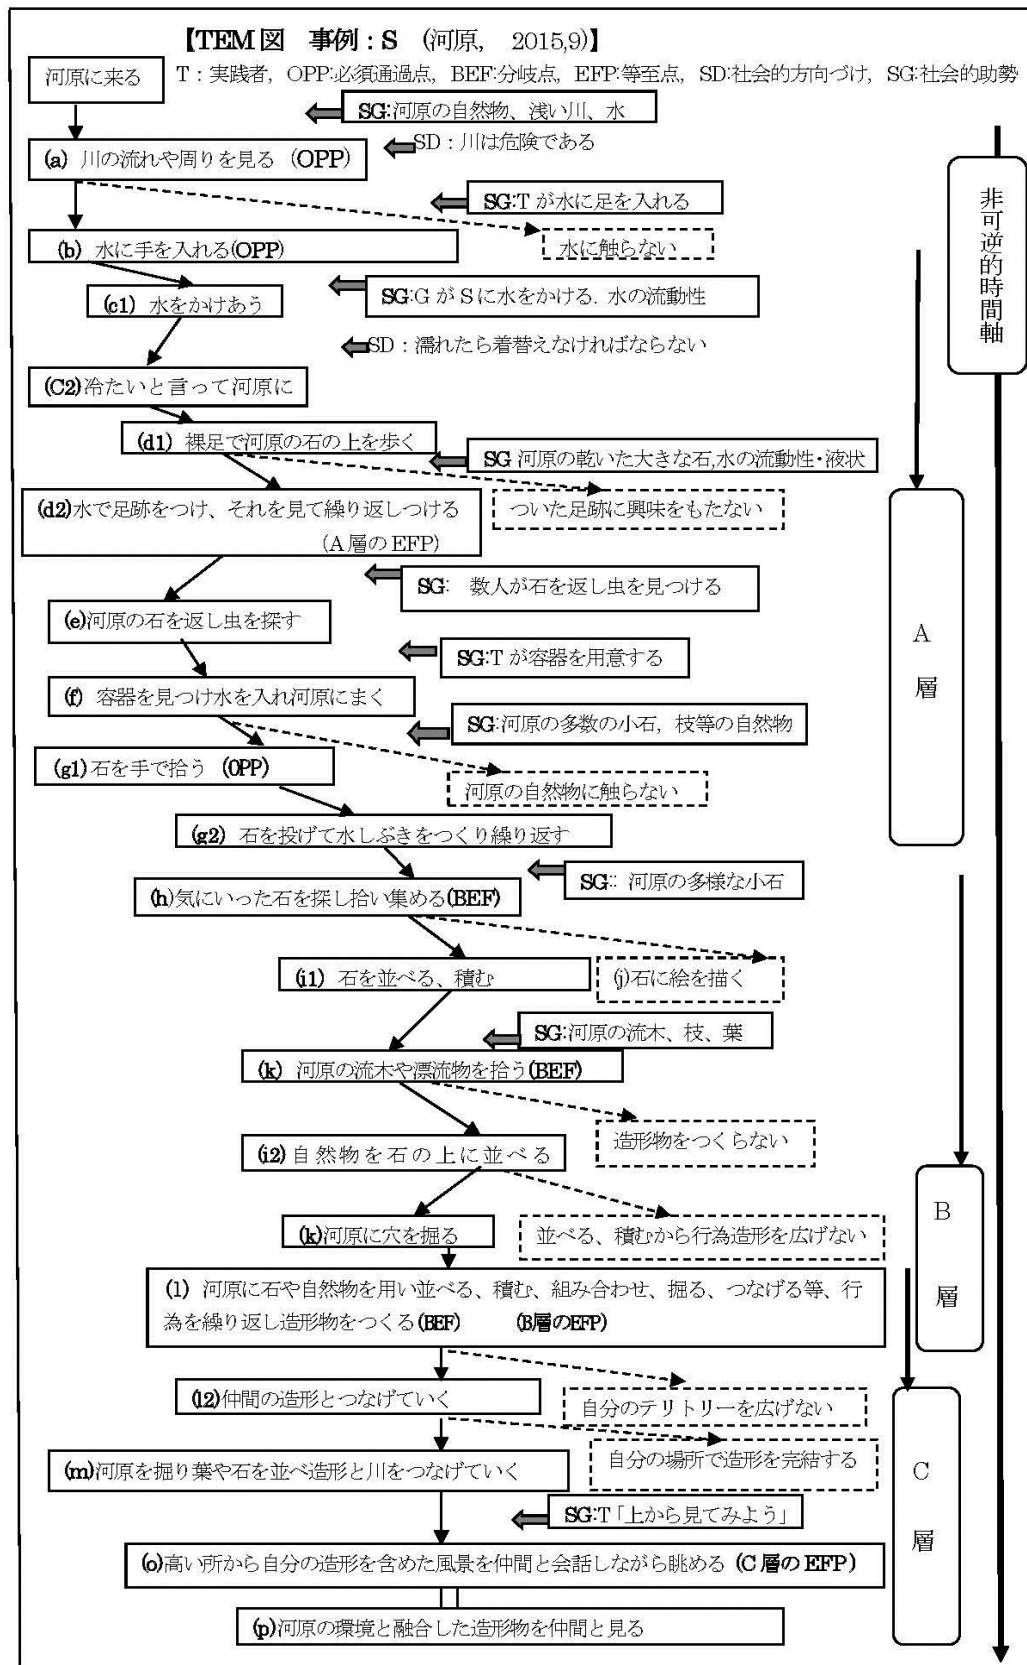 【TEM図　事例：S　(河原,　2015,9)】
河原に来る
T：実践者, OPP:必須通過点, BEF:分岐点, EFP:等至点, SD:社会的方向づけ, SG:社会的助勢
SG:河原の自然物、浅い川、水
SD：川は危険である
(a) 川の流れや周りを見る (OPP)
SG:T が水に足を入れる
(b) 水に手を入れる(OPP)
水に触らない
SG:G が S に水をかける. 水の流動性
(c1) 水をかけあう
SD：濡れたら着替えなければならない
(C2)冷たいと言って河原に
(d1) 裸足で河原の石の上を歩く
SG 河原の乾いた大きな石,水の流動性・液状
(d2)水で足跡をつけ、それを見て繰り返しつける
(A 層の EFP)
ついた足跡に興味をもたない
SG:　数人が石を返し虫を見つける
(e)河原の石を返し虫を探す
SG:T が容器を用意する
(f) 容器を見つけ水を入れ河原にまく
SG:河原の多数の小石, 枝等の自然物
(g1)石を手で拾う (OPP)
河原の自然物に触らない
(g2) 石を投げて水しぶきをつくり繰り返す
SG:: 河原の多様な小石
(h)気にいった石を探し拾い集める(BEF)
(i1) 石を並べる、積む
(j)石に絵を描く
SG:河原の流木、枝、葉
(k) 河原の流木や漂流物を拾う(BEF)
造形物をつくらない
(i2)自然物を石の上に並べる
(k)河原に穴を掘る
並べる、積むから行為造形を広げない
(l) 河原に石や自然物を用い並べる、積む、組み合わせ、掘る、つなげる等、行
為を繰り返し造形物をつくる(BEF)　　(B層のEFP)
(l2)仲間の造形とつなげていく
自分のテリトリーを広げない
自分の場所で造形を完結する
(m)河原を掘り葉や石を並べ造形と川をつなげていく
SG:T「上から見てみよう」
(o)高い所から自分の造形を含めた風景を仲間と会話しながら眺める (C 層の EFP)
(p)河原の環境と融合した造形物を仲間と見る
非可逆的時間軸
A層
B層
C層